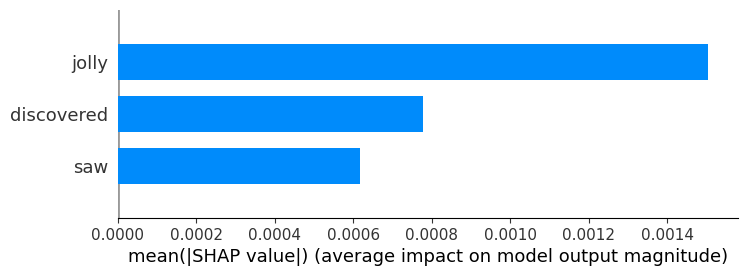 jolly
discovered
saw
0.0000 0.0002 0.0004 0.0006 0.0008 0.0010 0.0012 0.0014
mean(|SHAP value|) (average impact on model output magnitude)